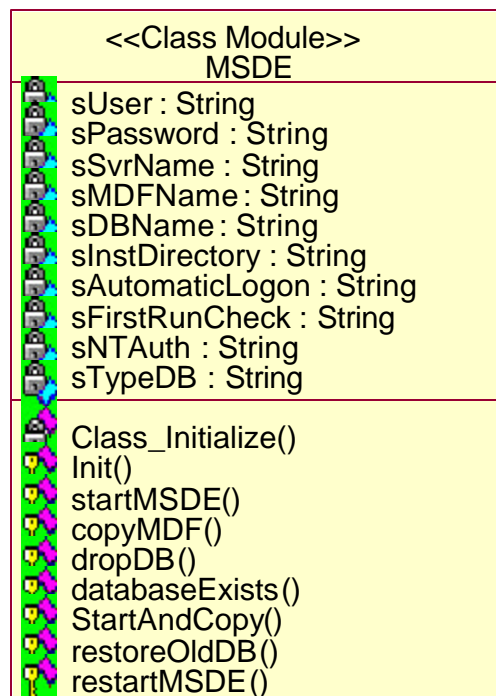 <<Class Module>>
MSDE
sUser : String
sPassword : String
sSvrName : String
sMDFName : String
sDBName : String
sInstDirectory : String
sAutomaticLogon : String
sFirstRunCheck : String
sNTAuth : String
sTypeDB : String
Class_Initialize()
Init()
startMSDE()
copyMDF()
dropDB()
databaseExists()
StartAndCopy()
restoreOldDB()
restartMSDE()